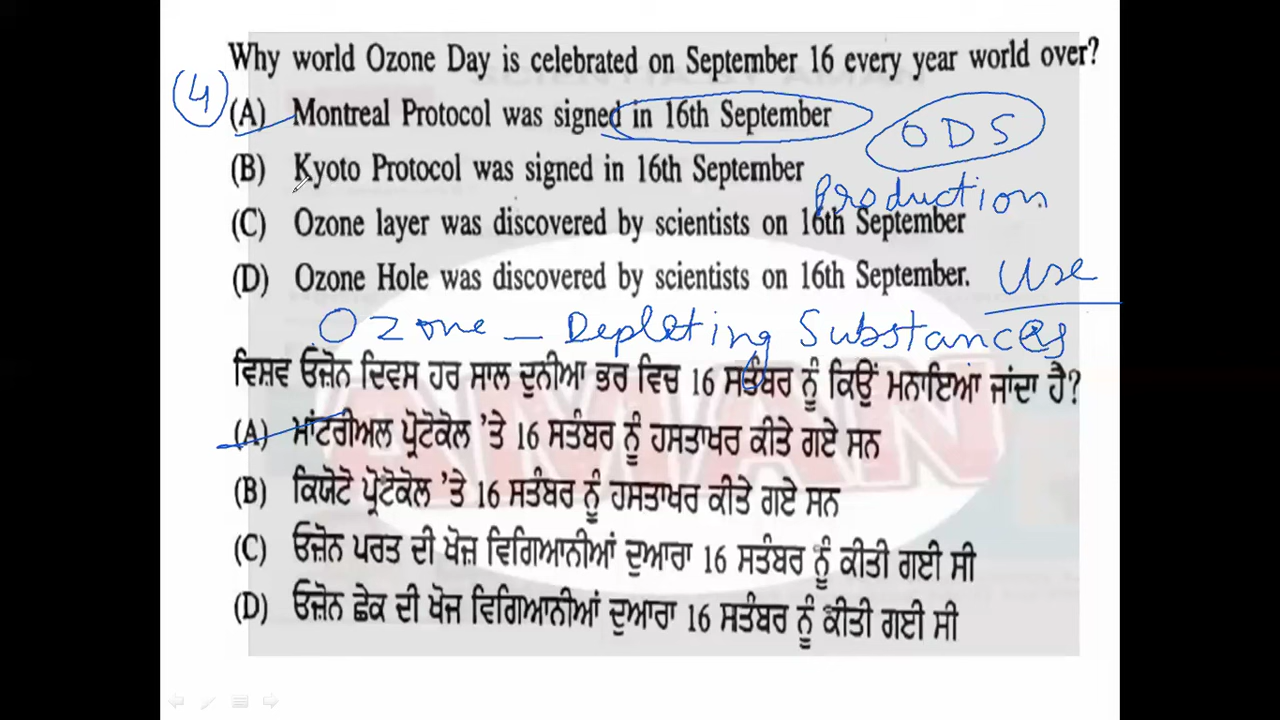 Why world Ozone Day is celebrated on September 16 every year world over?
4
(A) Montreal Protocol was signed in 16th September
ODS
(B) Kyoto Protocol was signed in 16th September
Production
(C) Ozone layer was discovered by scientists on 16th September
(D) Ozone Hole was discovered by scientists on 16th September.
Use
Ozone - Depleting Substances
ਵਿਸ਼ਵ ਓਜ਼ੋਨ ਦਿਵਸ ਹਰ ਸਾਲ ਦੁਨੀਆ ਭਰ ਵਿਚ 16 ਸਤੰਬਰ ਨੂੰ ਕਿਉਂ ਮਨਾਇਆ ਜਾਂਦਾ ਹੈ?
(A) ਮਾਂਟਰੀਅਲ ਪ੍ਰੋਟੋਕੋਲ 'ਤੇ 16 ਸਤੰਬਰ ਨੂੰ ਹਸਤਾਖਰ ਕੀਤੇ ਗਏ ਸਨ
(B) ਕਿਯੋਟੋ ਪ੍ਰੋਟੋਕੋਲ 'ਤੇ 16 ਸਤੰਬਰ ਨੂੰ ਹਸਤਾਖਰ ਕੀਤੇ ਗਏ ਸਨ
(C) ਓਜ਼ੋਨ ਪਰਤ ਦੀ ਖੋਜ਼ ਵਿਗਿਆਨੀਆਂ ਦੁਆਰਾ 16 ਸਤੰਬਰ ਨੂੰ ਕੀਤੀ ਗਈ ਸੀ
(D) ਓਜ਼ੋਨ ਛੇਕ ਦੀ ਖੋਜ ਵਿਗਿਆਨੀਆਂ ਦੁਆਰਾ 16 ਸਤੰਬਰ ਨੂੰ ਕੀਤੀ ਗਈ ਸੀ
AMAN